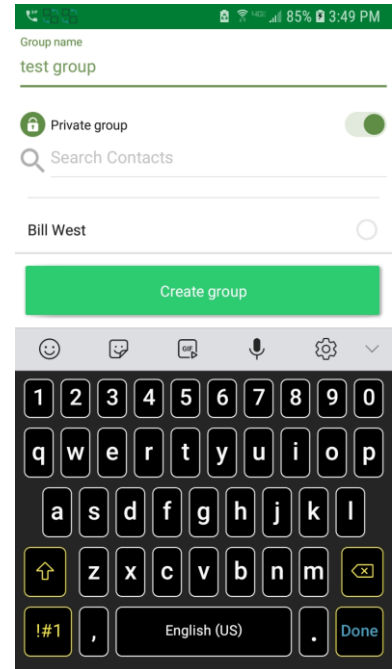 85% 3:49 PM
Group name
test group
Private group
Search Contacts
Bill West
Create group
GIF
1 2 3 4 5 6 7 8 9 0
q w e r t y u i o p
a s d f g h j k l
z x c v b n m
!#1 , English (US) . Done